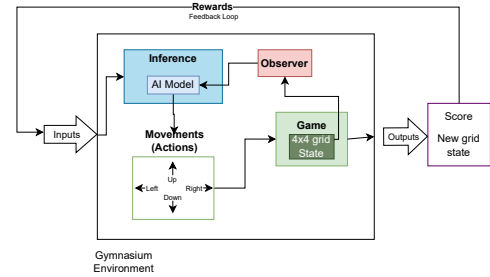 Rewards
Feedback Loop
Inference
AI Model
Observer
Inputs
Movements
(Actions)
Up
Left
Right
Down
Game
4x4 grid
State
Outputs
Score
New grid
state
Gymnasium
Environment